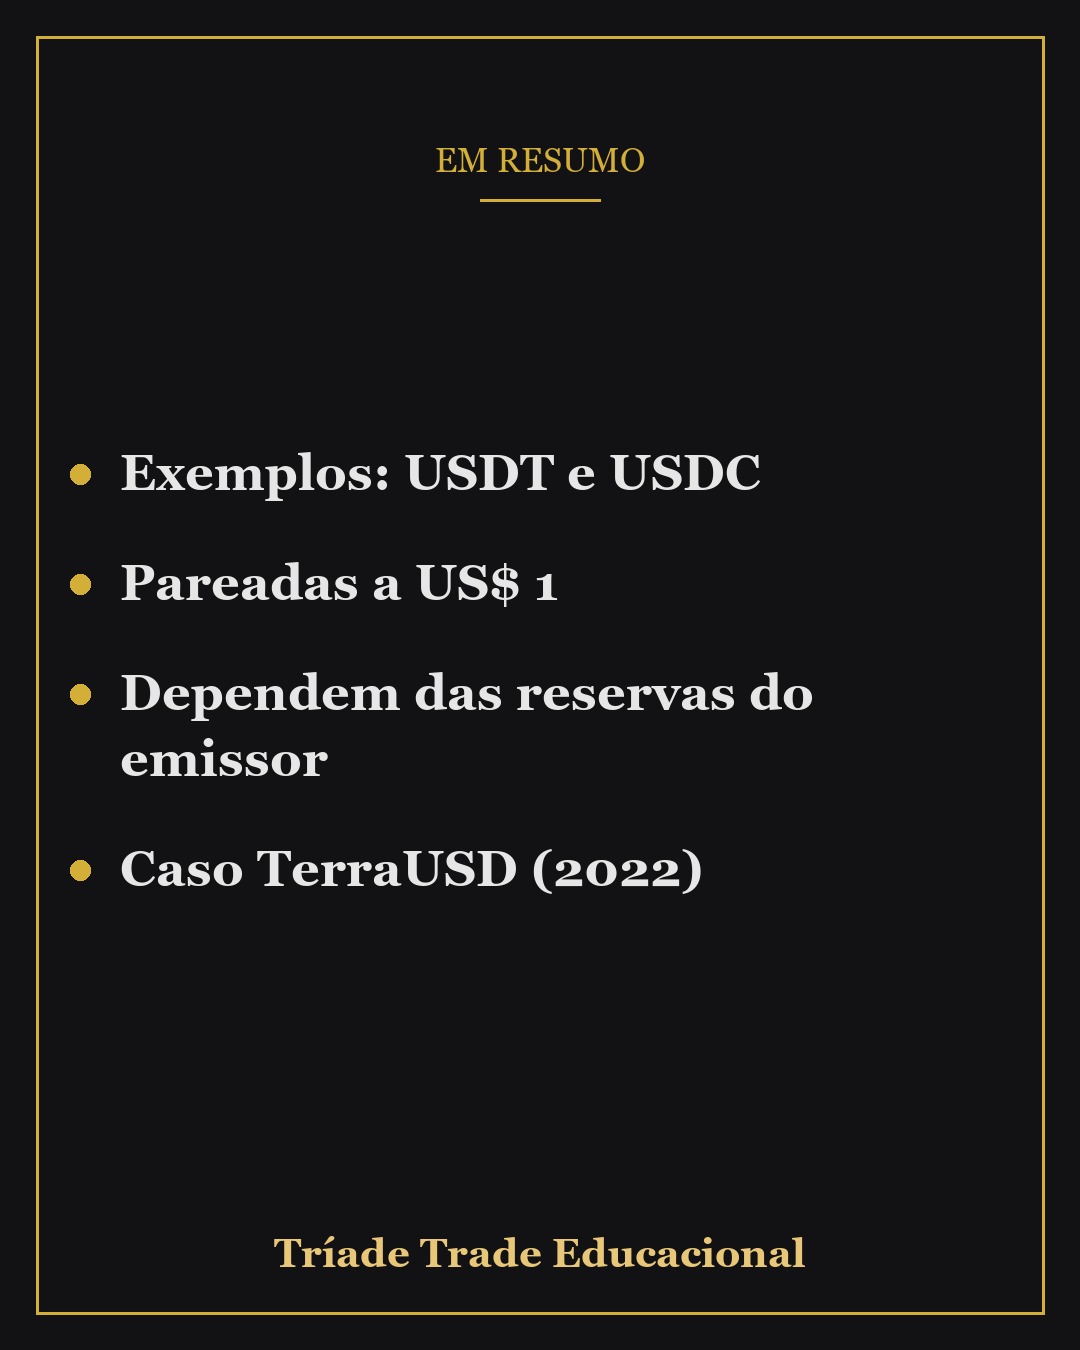 EM RESUMO
Exemplos: USDT e USDC
Pareadas a US$ 1
Dependem das reservas do
emissor
Caso TerraUSD (2022)
Tríade Trade Educacional